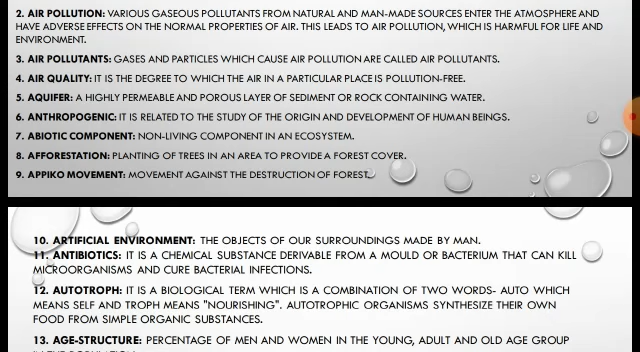 2. AIR POLLUTION: VARIOUS GASEOUS POLLUTANTS FROM NATURAL AND MAN-MADE SOURCES ENTER THE ATMOSPHERE AND
HAVE ADVERSE EFFECTS ON THE NORMAL PROPERTIES OF AIR. THIS LEADS TO AIR POLLUTION, WHICH IS HARMFUL FOR LIFE AND
ENVIRONMENT.
3. AIR POLLUTANTS: GASES AND PARTICLES WHICH CAUSE AIR POLLUTION ARE CALLED AIR POLLUTANTS.
4. AIR QUALITY: IT IS THE DEGREE TO WHICH THE AIR IN A PARTICULAR PLACE IS POLLUTION-FREE.
5. AQUIFER: A HIGHLY PERMEABLE AND POROUS LAYER OF SEDIMENT OR ROCK CONTAINING WATER.
6. ANTHROPOGENIC: IT IS RELATED TO THE STUDY OF THE ORIGIN AND DEVELOPMENT OF HUMAN BEINGS.
7. ABIOTIC COMPONENT: NON-LIVING COMPONENT IN AN ECOSYSTEM.
8. AFFORESTATION: PLANTING OF TREES IN AN AREA TO PROVIDE A FOREST COVER.
9. APPIKO MOVEMENT: MOVEMENT AGAINST THE DESTRUCTION OF FOREST.
10. ARTIFICIAL ENVIRONMENT: THE OBJECTS OF OUR SURROUNDINGS MADE BY MAN.
11. ANTIBIOTICS: IT IS A CHEMICAL SUBSTANCE DERIVABLE FROM A MOULD OR BACTERIUM THAT CAN KILL
MICROORGANISMS AND CURE BACTERIAL INFECTIONS.
12. AUTOTROPH: IT IS A BIOLOGICAL TERM WHICH IS A COMBINATION OF TWO WORDS- AUTO WHICH
MEANS SELF AND TROPH MEANS "NOURISHING". AUTOTROPHIC ORGANISMS SYNTHESIZE THEIR OWN
FOOD FROM SIMPLE ORGANIC SUBSTANCES.
13. AGE-STRUCTURE: PERCENTAGE OF MEN AND WOMEN IN THE YOUNG, ADULT AND OLD AGE GROUP